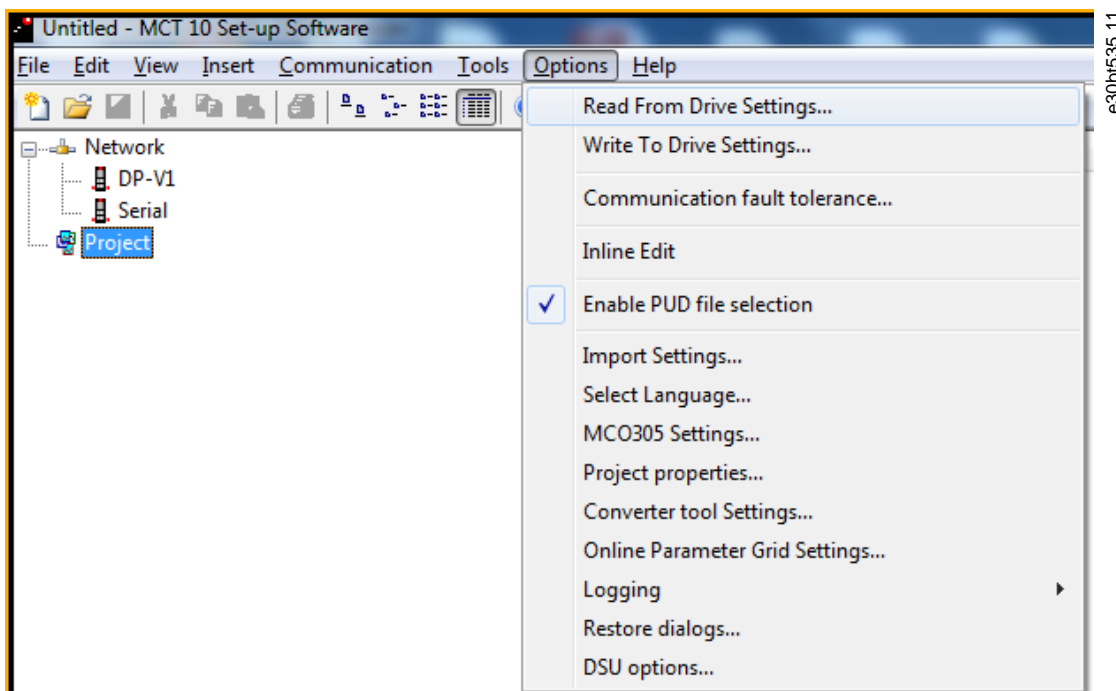 Untitled - MCT 10 Set-up Software
File Edit View Insert Communication Tools Options Help
Network
DP-V1
Serial
Project
Read From Drive Settings...
Write To Drive Settings...
Communication fault tolerance...
Inline Edit
Enable PUD file selection
Import Settings...
Select Language...
MCO305 Settings...
Project properties...
Converter tool Settings...
Online Parameter Grid Settings...
Logging
Restore dialogs...
DSU options...
e30bt535.11